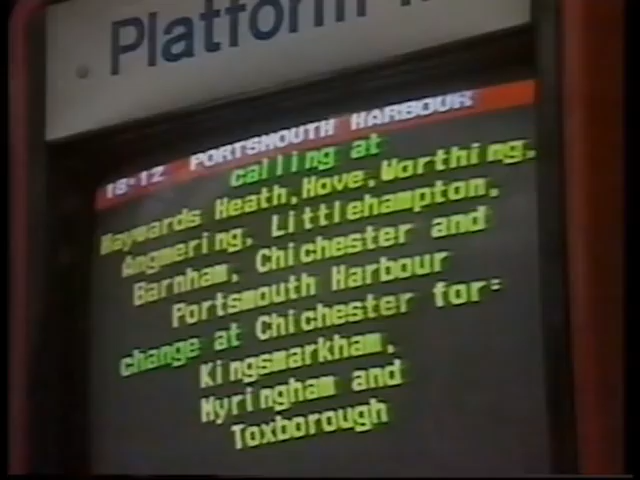 Platform
18·12 PORTSMOUTH HARBOUR
calling at
Haywards Heath,Hove,Worthing,
Angmering, Littlehampton,
Barnham, Chichester and
Portsmouth Harbour
change at Chichester for:
Kingsmarkham,
Myringham and
Toxborough